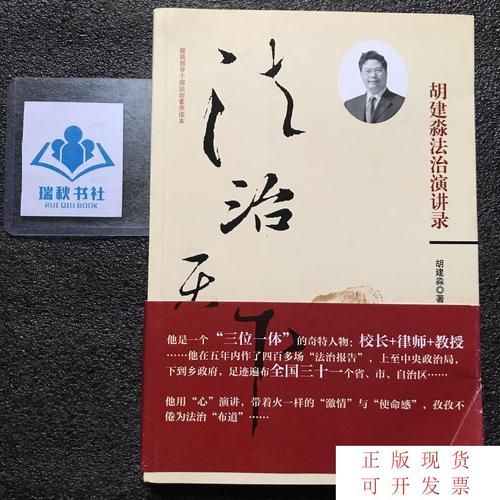 提高领导干部法治素养读本
法治天下
胡建淼法治演讲录
胡建淼◎著
瑞秋书社
RUI QIU BOOK
他是一个“三位一体”的奇特人物：校长+律师+教授
……他在五年内作了四百多场“法治报告”，上至中央政治局，
下到乡政府，足迹遍布全国三十一个省、市、自治区……
他用“心”演讲，带着火一样的“激情”与“使命感”，孜孜不
倦为法治“布道”……
正版现货
可开发票